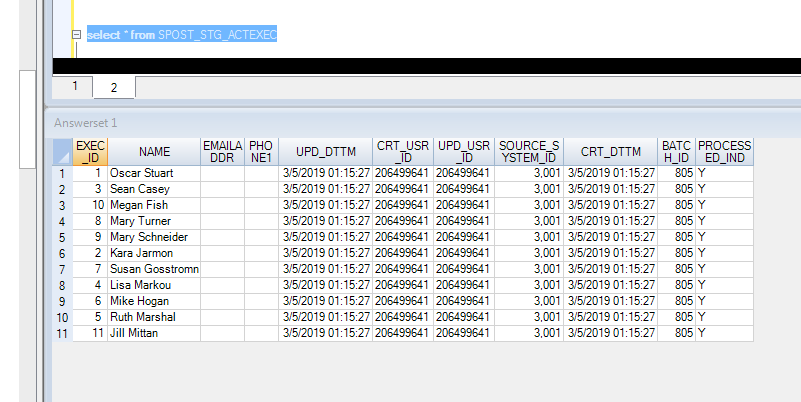 select * from SPOST_STG_ACTEXEC
1 2
Answerset 1
EXEC_ID NAME EMAILADDR PHONE1 UPD_DTTM CRT_USR_ID UPD_USR_ID SOURCE_SYSTEM_ID CRT_DTTM BATCH_ID PROCESSED_IND
1 1 Oscar Stuart 3/5/2019 01:15:27 206499641 206499641 3,001 3/5/2019 01:15:27 805 Y
2 3 Sean Casey 3/5/2019 01:15:27 206499641 206499641 3,001 3/5/2019 01:15:27 805 Y
3 10 Megan Fish 3/5/2019 01:15:27 206499641 206499641 3,001 3/5/2019 01:15:27 805 Y
4 8 Mary Turner 3/5/2019 01:15:27 206499641 206499641 3,001 3/5/2019 01:15:27 805 Y
5 9 Mary Schneider 3/5/2019 01:15:27 206499641 206499641 3,001 3/5/2019 01:15:27 805 Y
6 2 Kara Jarmon 3/5/2019 01:15:27 206499641 206499641 3,001 3/5/2019 01:15:27 805 Y
7 7 Susan Gosstromn 3/5/2019 01:15:27 206499641 206499641 3,001 3/5/2019 01:15:27 805 Y
8 4 Lisa Markou 3/5/2019 01:15:27 206499641 206499641 3,001 3/5/2019 01:15:27 805 Y
9 6 Mike Hogan 3/5/2019 01:15:27 206499641 206499641 3,001 3/5/2019 01:15:27 805 Y
10 5 Ruth Marshal 3/5/2019 01:15:27 206499641 206499641 3,001 3/5/2019 01:15:27 805 Y
11 11 Jill Mittan 3/5/2019 01:15:27 206499641 206499641 3,001 3/5/2019 01:15:27 805 Y